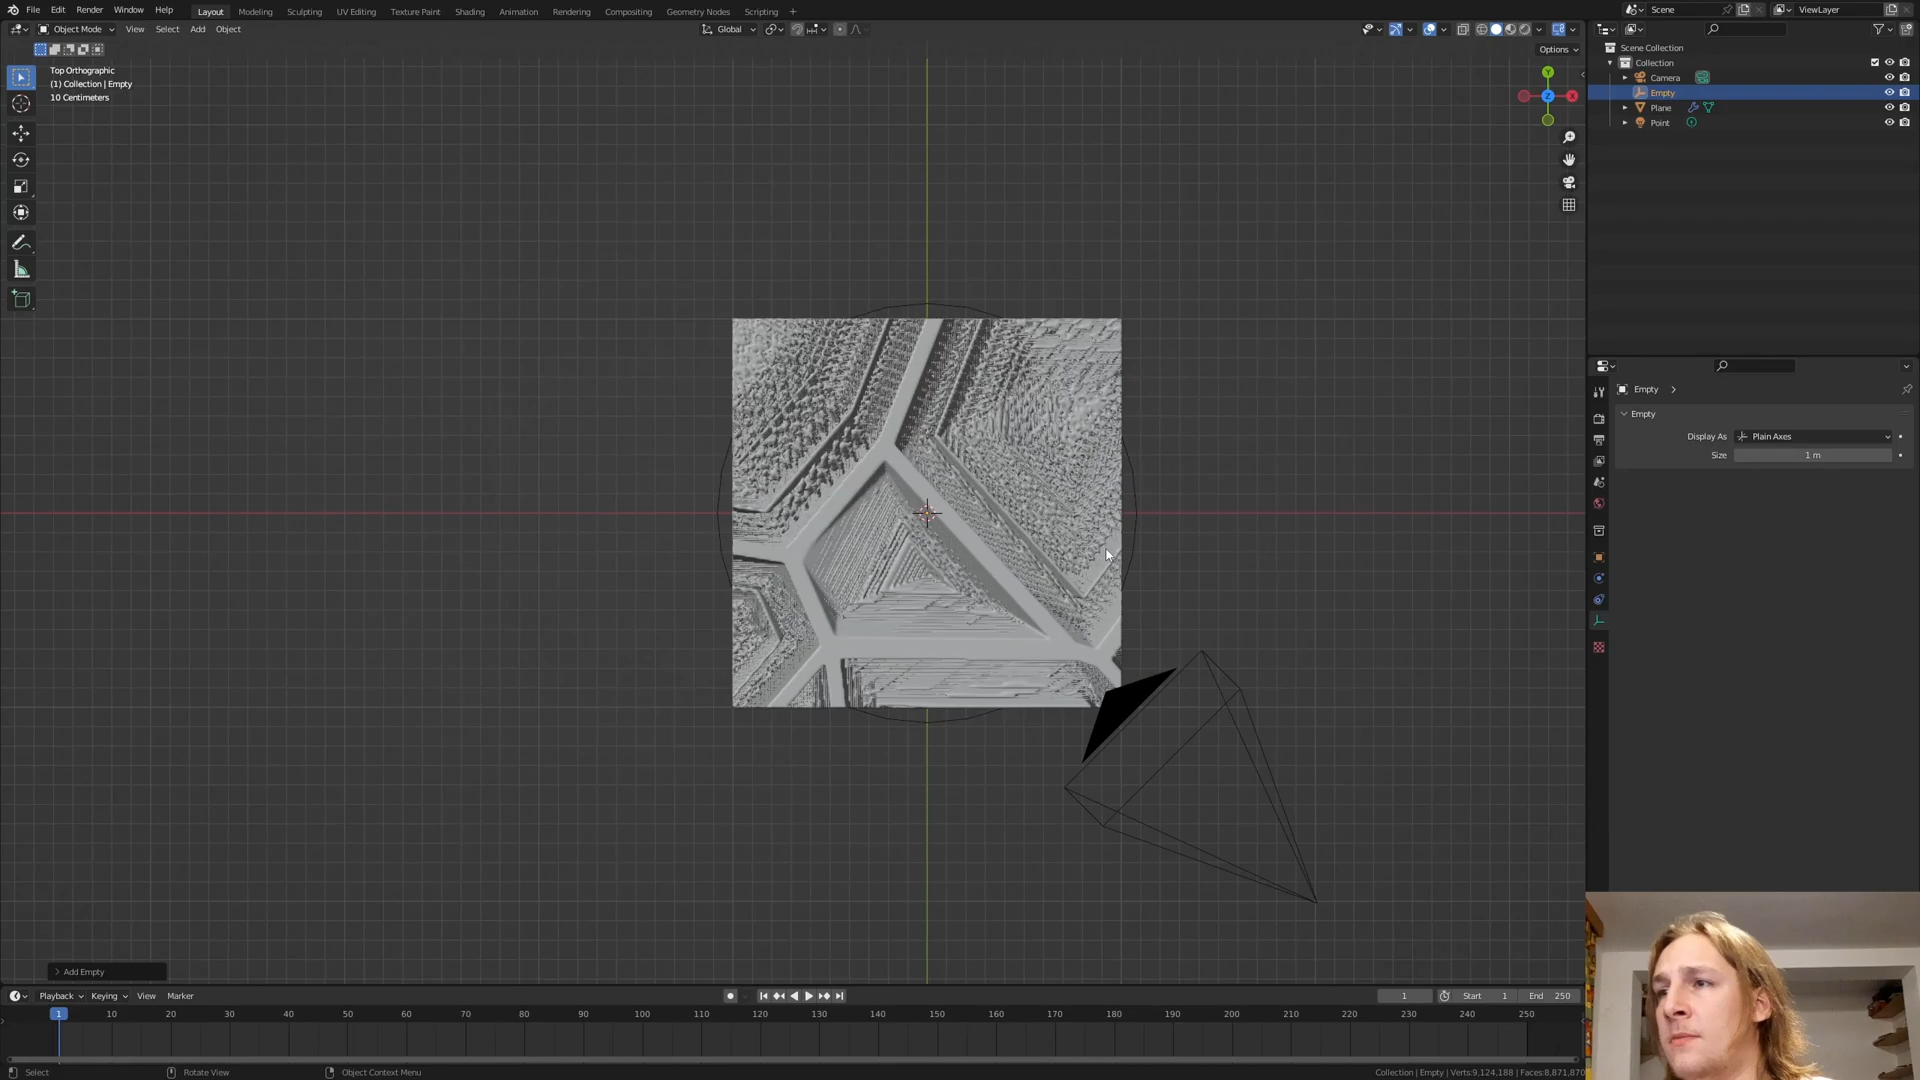 File Edit Render Window Help Layout Modeling Sculpting UV Editing Texture Paint Shading Animation Rendering Compositing Geometry Nodes Scripting + Scene ViewLayer
Object Mode View Select Add Object Global
Options
Top Orthographic
(1) Collection | Empty
10 Centimeters
Y
Z
X
Scene Collection
Collection
Camera
Empty
Plane
Point
Empty
Empty
Display As Plain Axes
Size 1 m
Add Empty
Playback Keying View Marker 1 Start 1 End 250
1 10 20 30 40 50 60 70 80 90 100 110 120 130 140 150 160 170 180 190 200 210 220 230 240 250
Select Rotate View Object Context Menu Collection | Empty | Verts:9,124,188 | Faces:8,871,870